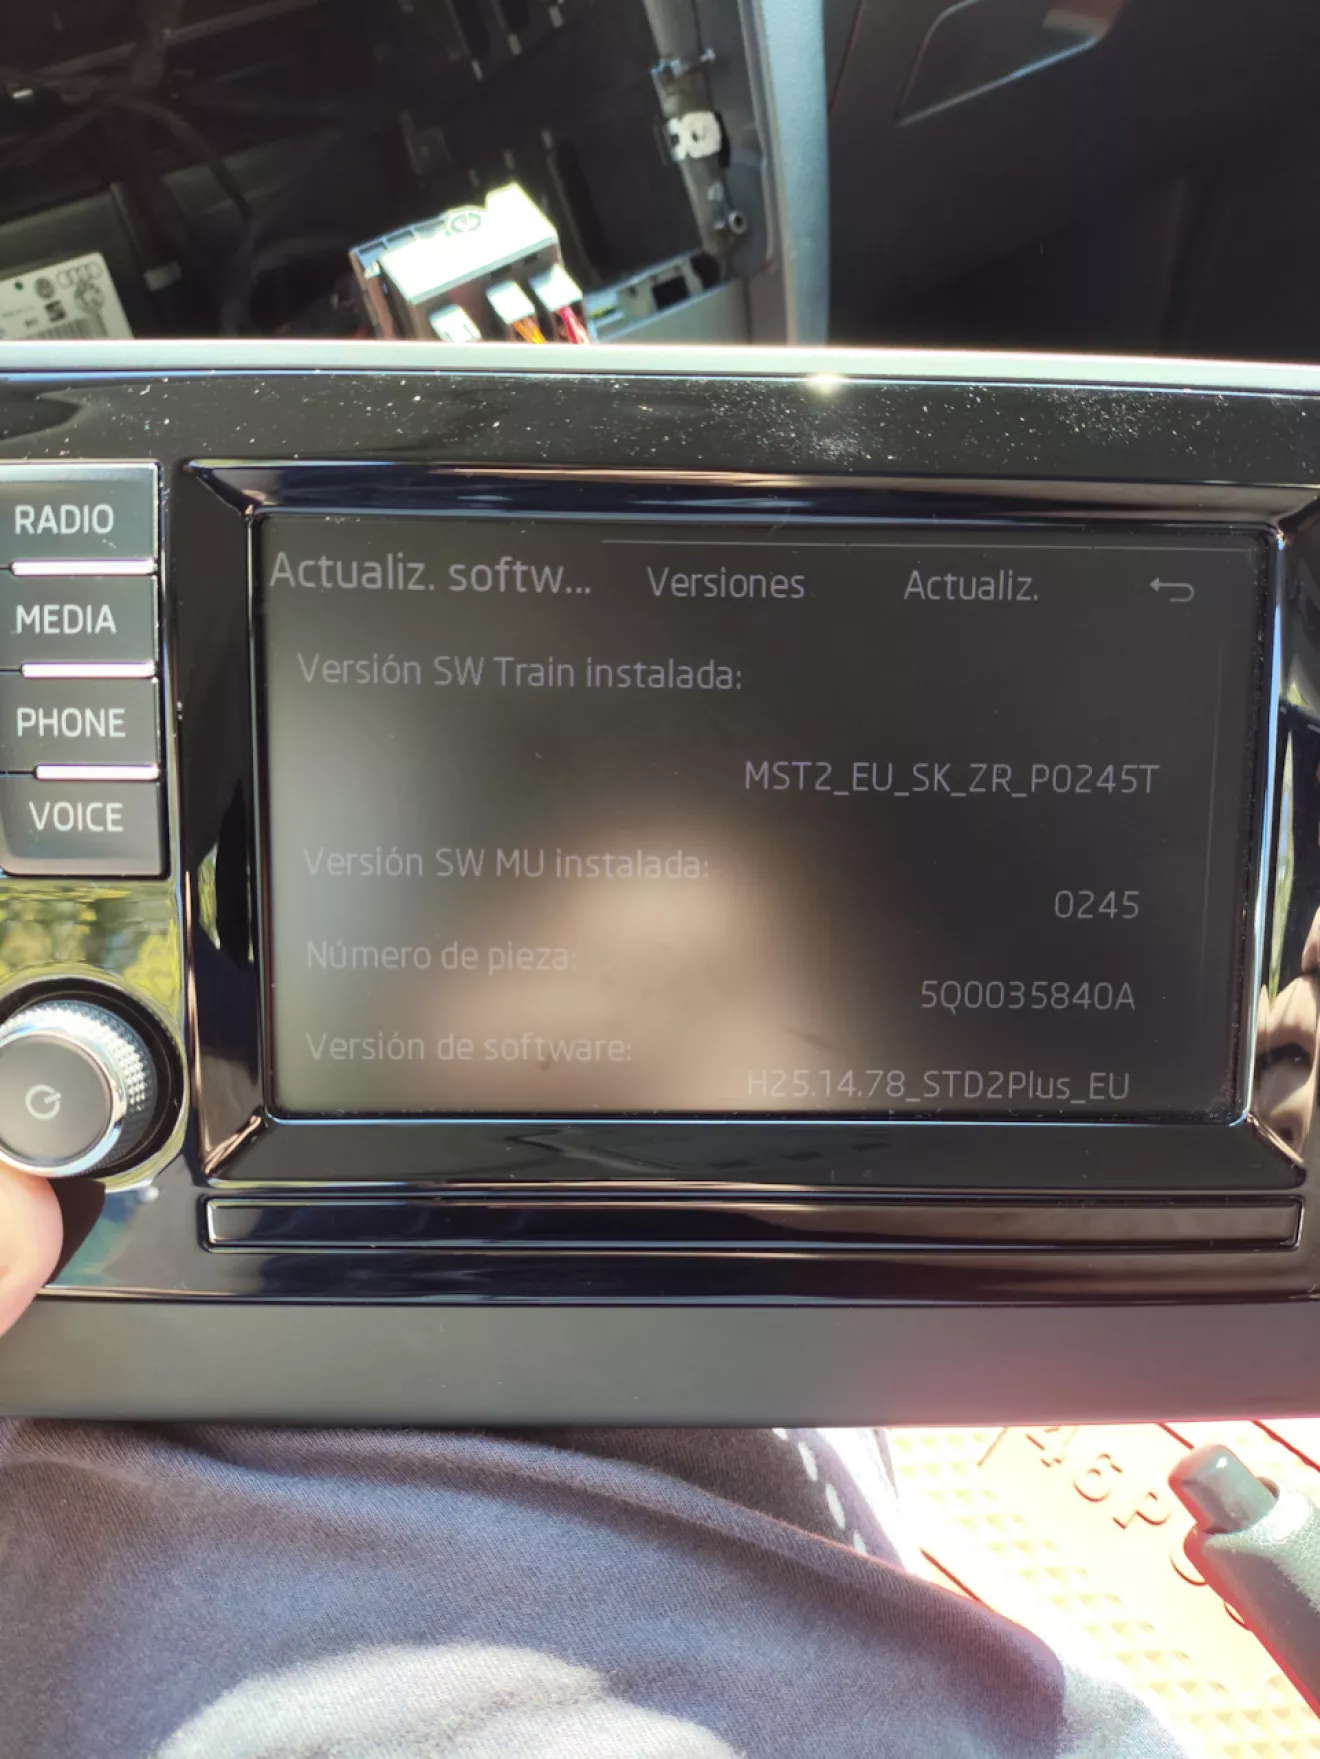 RADIO
MEDIA
PHONE
VOICE
Actualiz. softw... Versiones Actualiz.
Versión SW Train instalada:
MST2_EU_SK_ZR_P0245T
Versión SW MU instalada:
0245
Número de pieza:
5Q0035840A
Versión de software:
H25.14.78_STD2Plus_EU